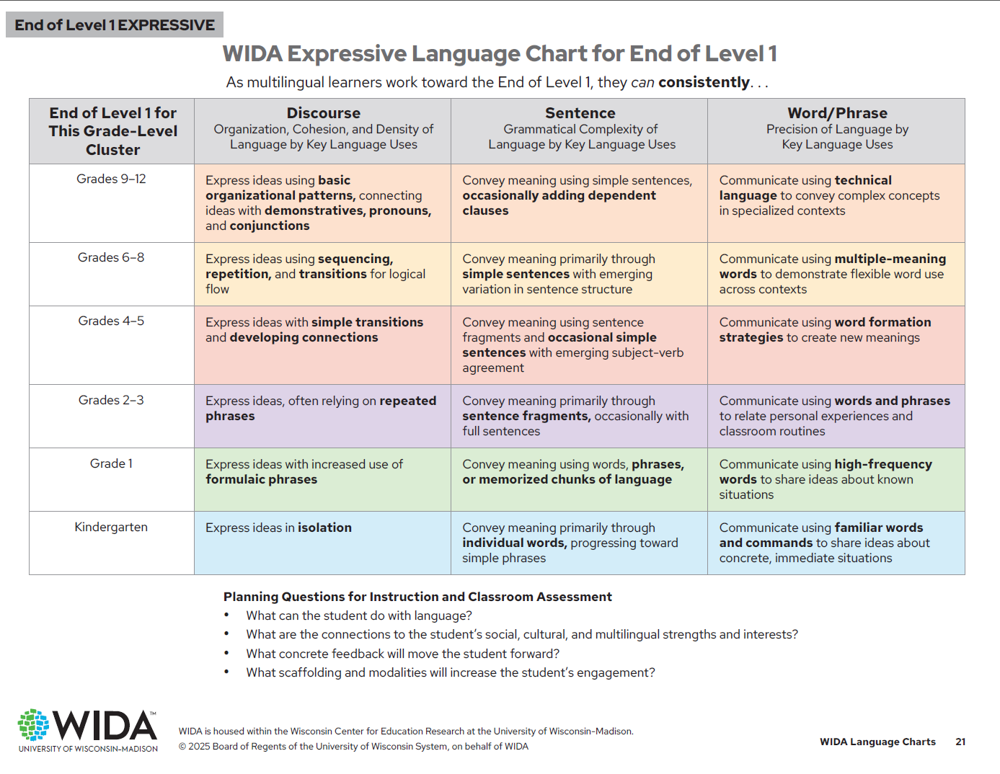 End of Level 1 EXPRESSIVE
WIDA Expressive Language Chart for End of Level 1
As multilingual learners work toward the End of Level 1, they can consistently. . .
End of Level 1 for
This Grade-Level
Cluster
Discourse
Organization, Cohesion, and Density of
Language by Key Language Uses
Sentence
Grammatical Complexity of
Language by Key Language Uses
Word/Phrase
Precision of Language by
Key Language Uses
Grades 9–12
Express ideas using basic
organizational patterns, connecting
ideas with demonstratives, pronouns,
and conjunctions
Convey meaning using simple sentences,
occasionally adding dependent
clauses
Communicate using technical
language to convey complex concepts
in specialized contexts
Grades 6–8
Express ideas using sequencing,
repetition, and transitions for logical
flow
Convey meaning primarily through
simple sentences with emerging
variation in sentence structure
Communicate using multiple-meaning
words to demonstrate flexible word use
across contexts
Grades 4–5
Express ideas with simple transitions
and developing connections
Convey meaning using sentence
fragments and occasional simple
sentences with emerging subject-verb
agreement
Communicate using word formation
strategies to create new meanings
Grades 2–3
Express ideas, often relying on repeated
phrases
Convey meaning primarily through
sentence fragments, occasionally with
full sentences
Communicate using words and phrases
to relate personal experiences and
classroom routines
Grade 1
Express ideas with increased use of
formulaic phrases
Convey meaning using words, phrases,
or memorized chunks of language
Communicate using high-frequency
words to share ideas about known
situations
Kindergarten
Express ideas in isolation
Convey meaning primarily through
individual words, progressing toward
simple phrases
Communicate using familiar words
and commands to share ideas about
concrete, immediate situations
Planning Questions for Instruction and Classroom Assessment
• What can the student do with language?
• What are the connections to the student’s social, cultural, and multilingual strengths and interests?
• What concrete feedback will move the student forward?
• What scaffolding and modalities will increase the student’s engagement?
WIDA™
UNIVERSITY OF WISCONSIN–MADISON
WIDA is housed within the Wisconsin Center for Education Research at the University of Wisconsin–Madison.
© 2025 Board of Regents of the University of Wisconsin System, on behalf of WIDA
WIDA Language Charts 21